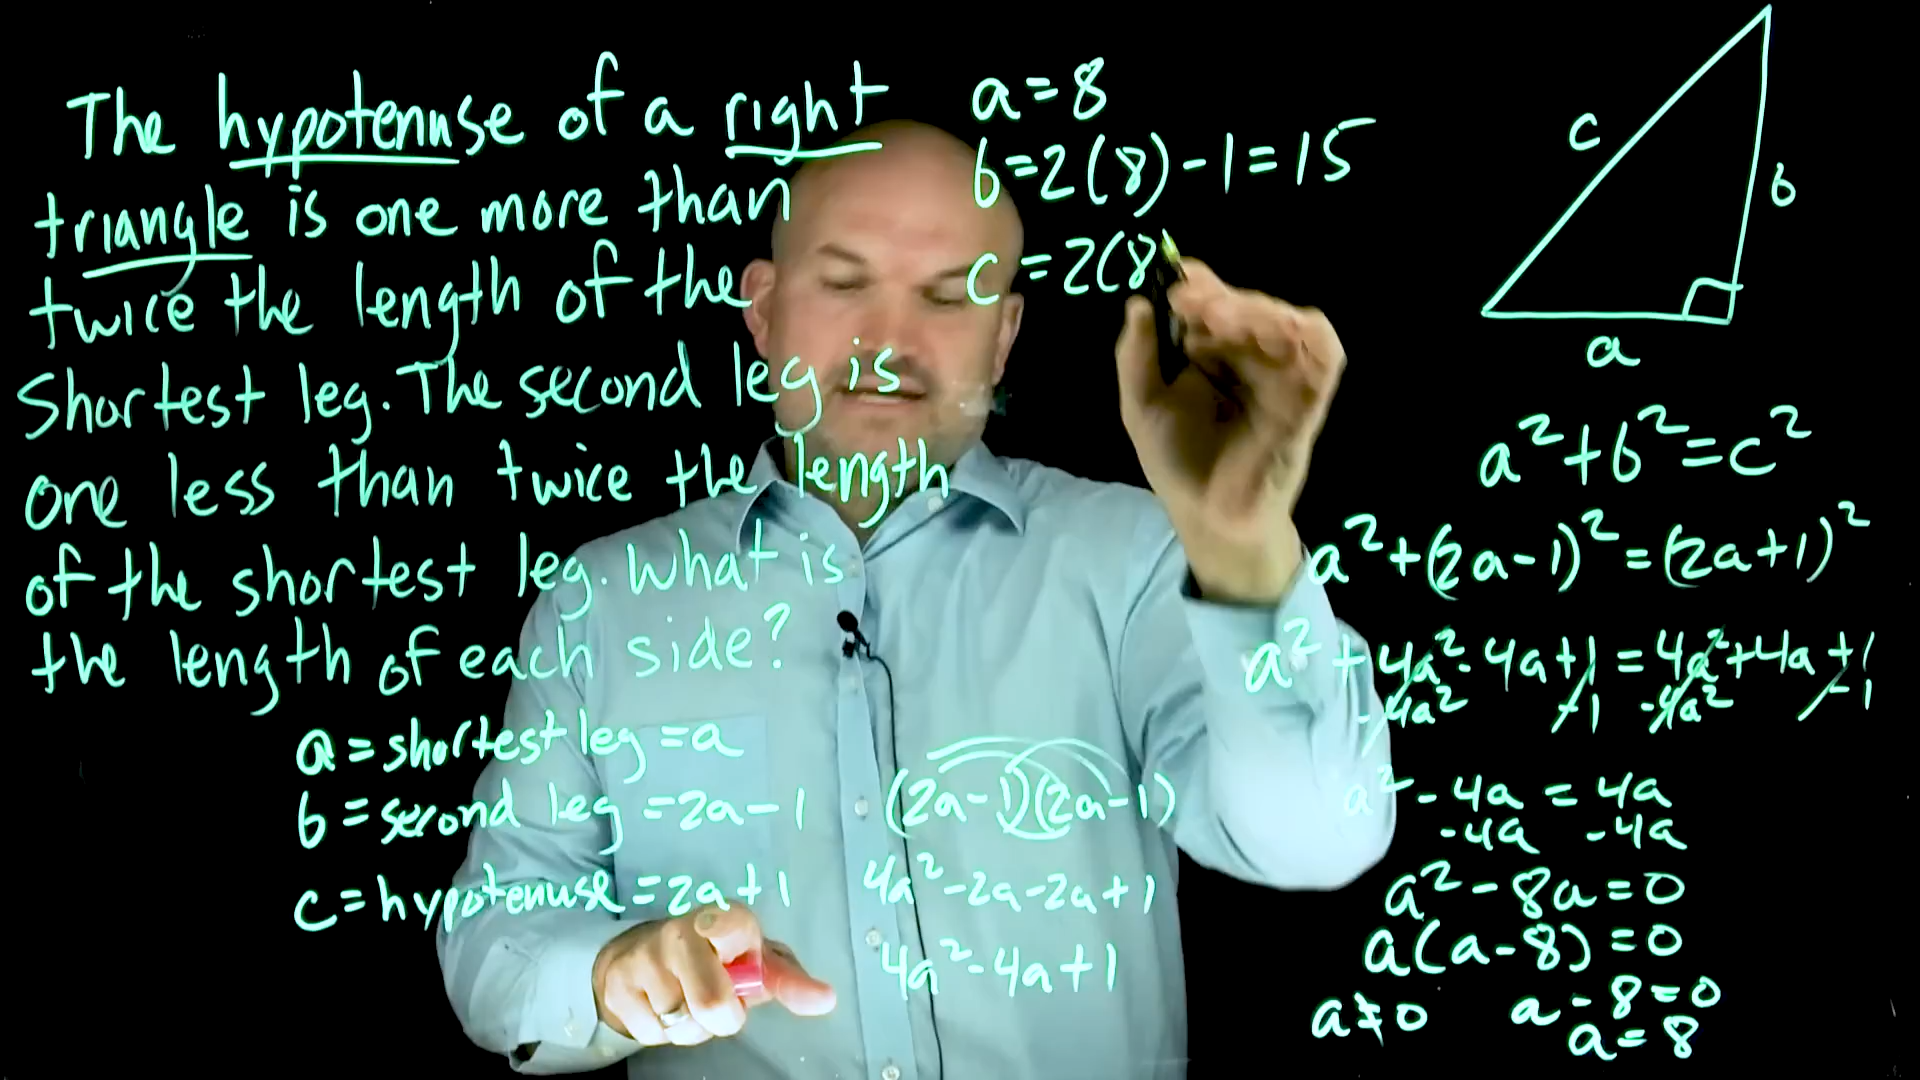 The hypotenuse of a right
triangle is one more than
twice the length of the
Shortest leg. The second leg is
one less than twice the length
of the shortest leg. What is
the length of each side?
a = shortest leg = a
b = second leg = 2a - 1
c = hypotenuse = 2a + 1
(2a-1)(2a-1)
4a² - 2a - 2a + 1
4a² - 4a + 1
a = 8
b = 2(8) - 1 = 15
c = 2(8
c
b
a
a² + b² = c²
a² + (2a-1)² = (2a+1)²
a² + 4a² - 4a + 1 = 4a² + 4a + 1
-4a² -1 -4a² -1
a² - 4a = 4a
-4a -4a
a² - 8a = 0
a(a-8) = 0
a ≠ 0 a - 8 = 0
a = 8